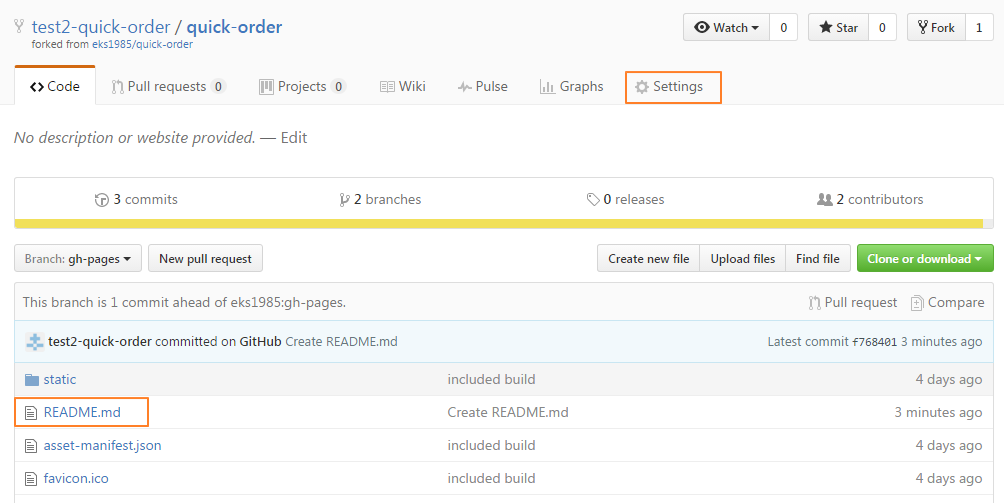 test2-quick-order / quick-order
forked from eks1985/quick-order
Watch 0 Star 0 Fork 1
Code Pull requests 0 Projects 0 Wiki Pulse Graphs Settings
No description or website provided. — Edit
3 commits 2 branches 0 releases 2 contributors
Branch: gh-pages New pull request Create new file Upload files Find file Clone or download
This branch is 1 commit ahead of eks1985:gh-pages. Pull request Compare
test2-quick-order committed on GitHub Create README.md Latest commit f768401 3 minutes ago
static included build 4 days ago
README.md Create README.md 3 minutes ago
asset-manifest.json included build 4 days ago
favicon.ico included build 4 days ago